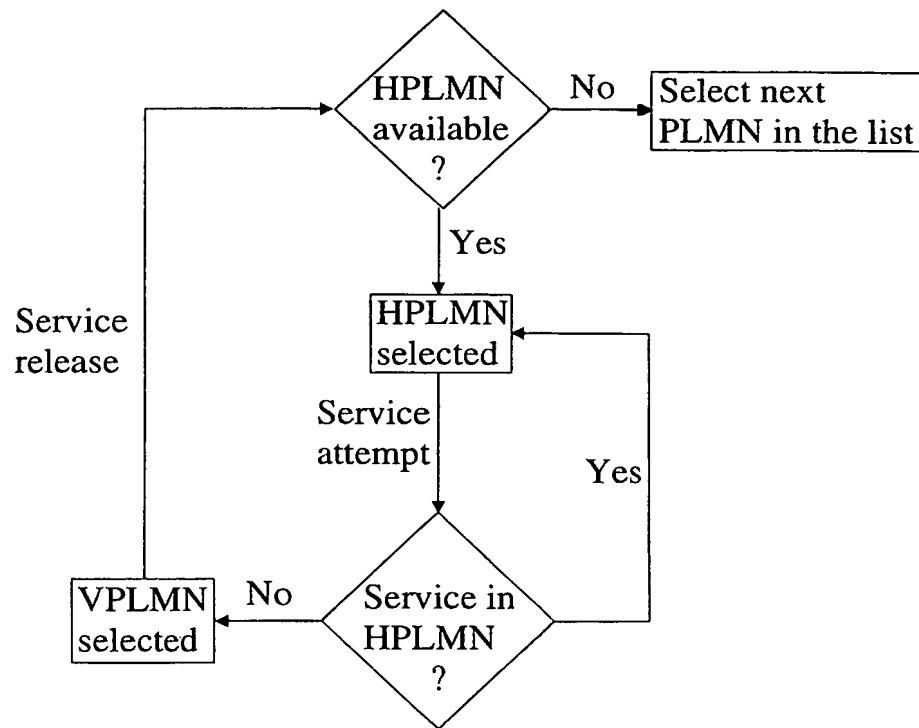 HPLMN
available
?
No
Select next
PLMN in the list
Yes
HPLMN
selected
Service
release
Service
attempt
Yes
VPLMN
selected
No
Service in
HPLMN
?